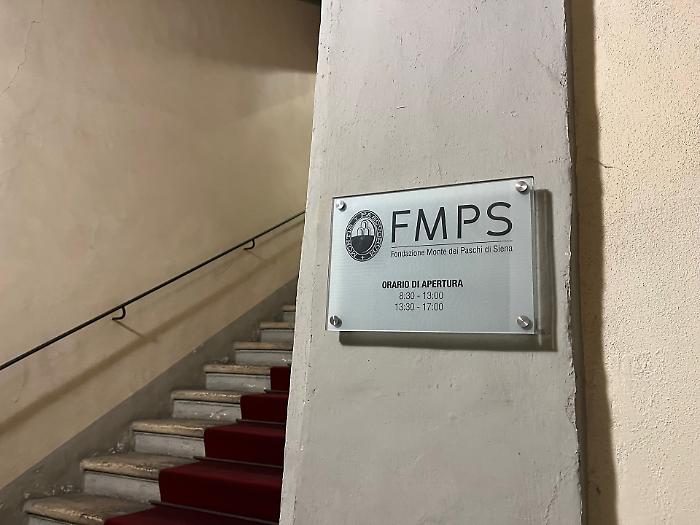 FMPS
Fondazione Monte dei Paschi di Siena
ORARIO DI APERTURA
8:30 - 13:00
13:30 - 17:00